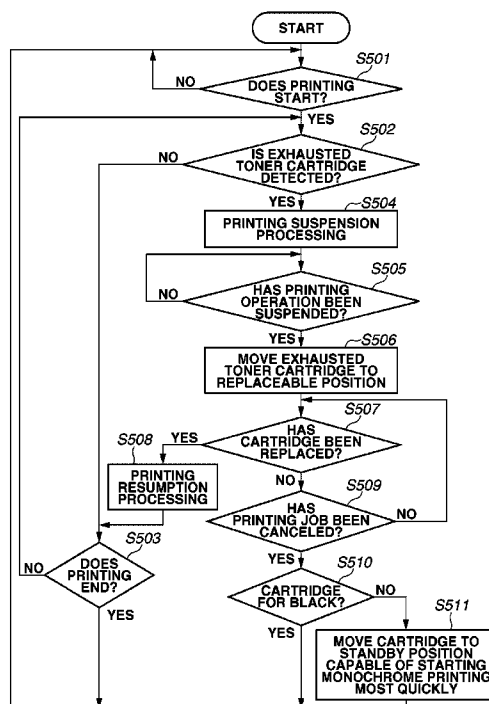 START
S501
DOES PRINTING
START?
NO
YES
S502
IS EXHAUSTED
TONER CARTRIDGE
DETECTED?
NO
YES
S504
PRINTING SUSPENSION
PROCESSING
S505
HAS PRINTING
OPERATION BEEN
SUSPENDED?
NO
YES
S506
MOVE EXHAUSTED
TONER CARTRIDGE TO
REPLACEABLE POSITION
S507
HAS
CARTRIDGE BEEN
REPLACED?
YES
NO
S508
PRINTING
RESUMPTION
PROCESSING
S509
HAS
PRINTING JOB BEEN
CANCELED?
NO
YES
S503
DOES
PRINTING
END?
NO
YES
S510
CARTRIDGE
FOR BLACK?
NO
YES
S511
MOVE CARTRIDGE TO
STANDBY POSITION
CAPABLE OF STARTING
MONOCHROME PRINTING
MOST QUICKLY